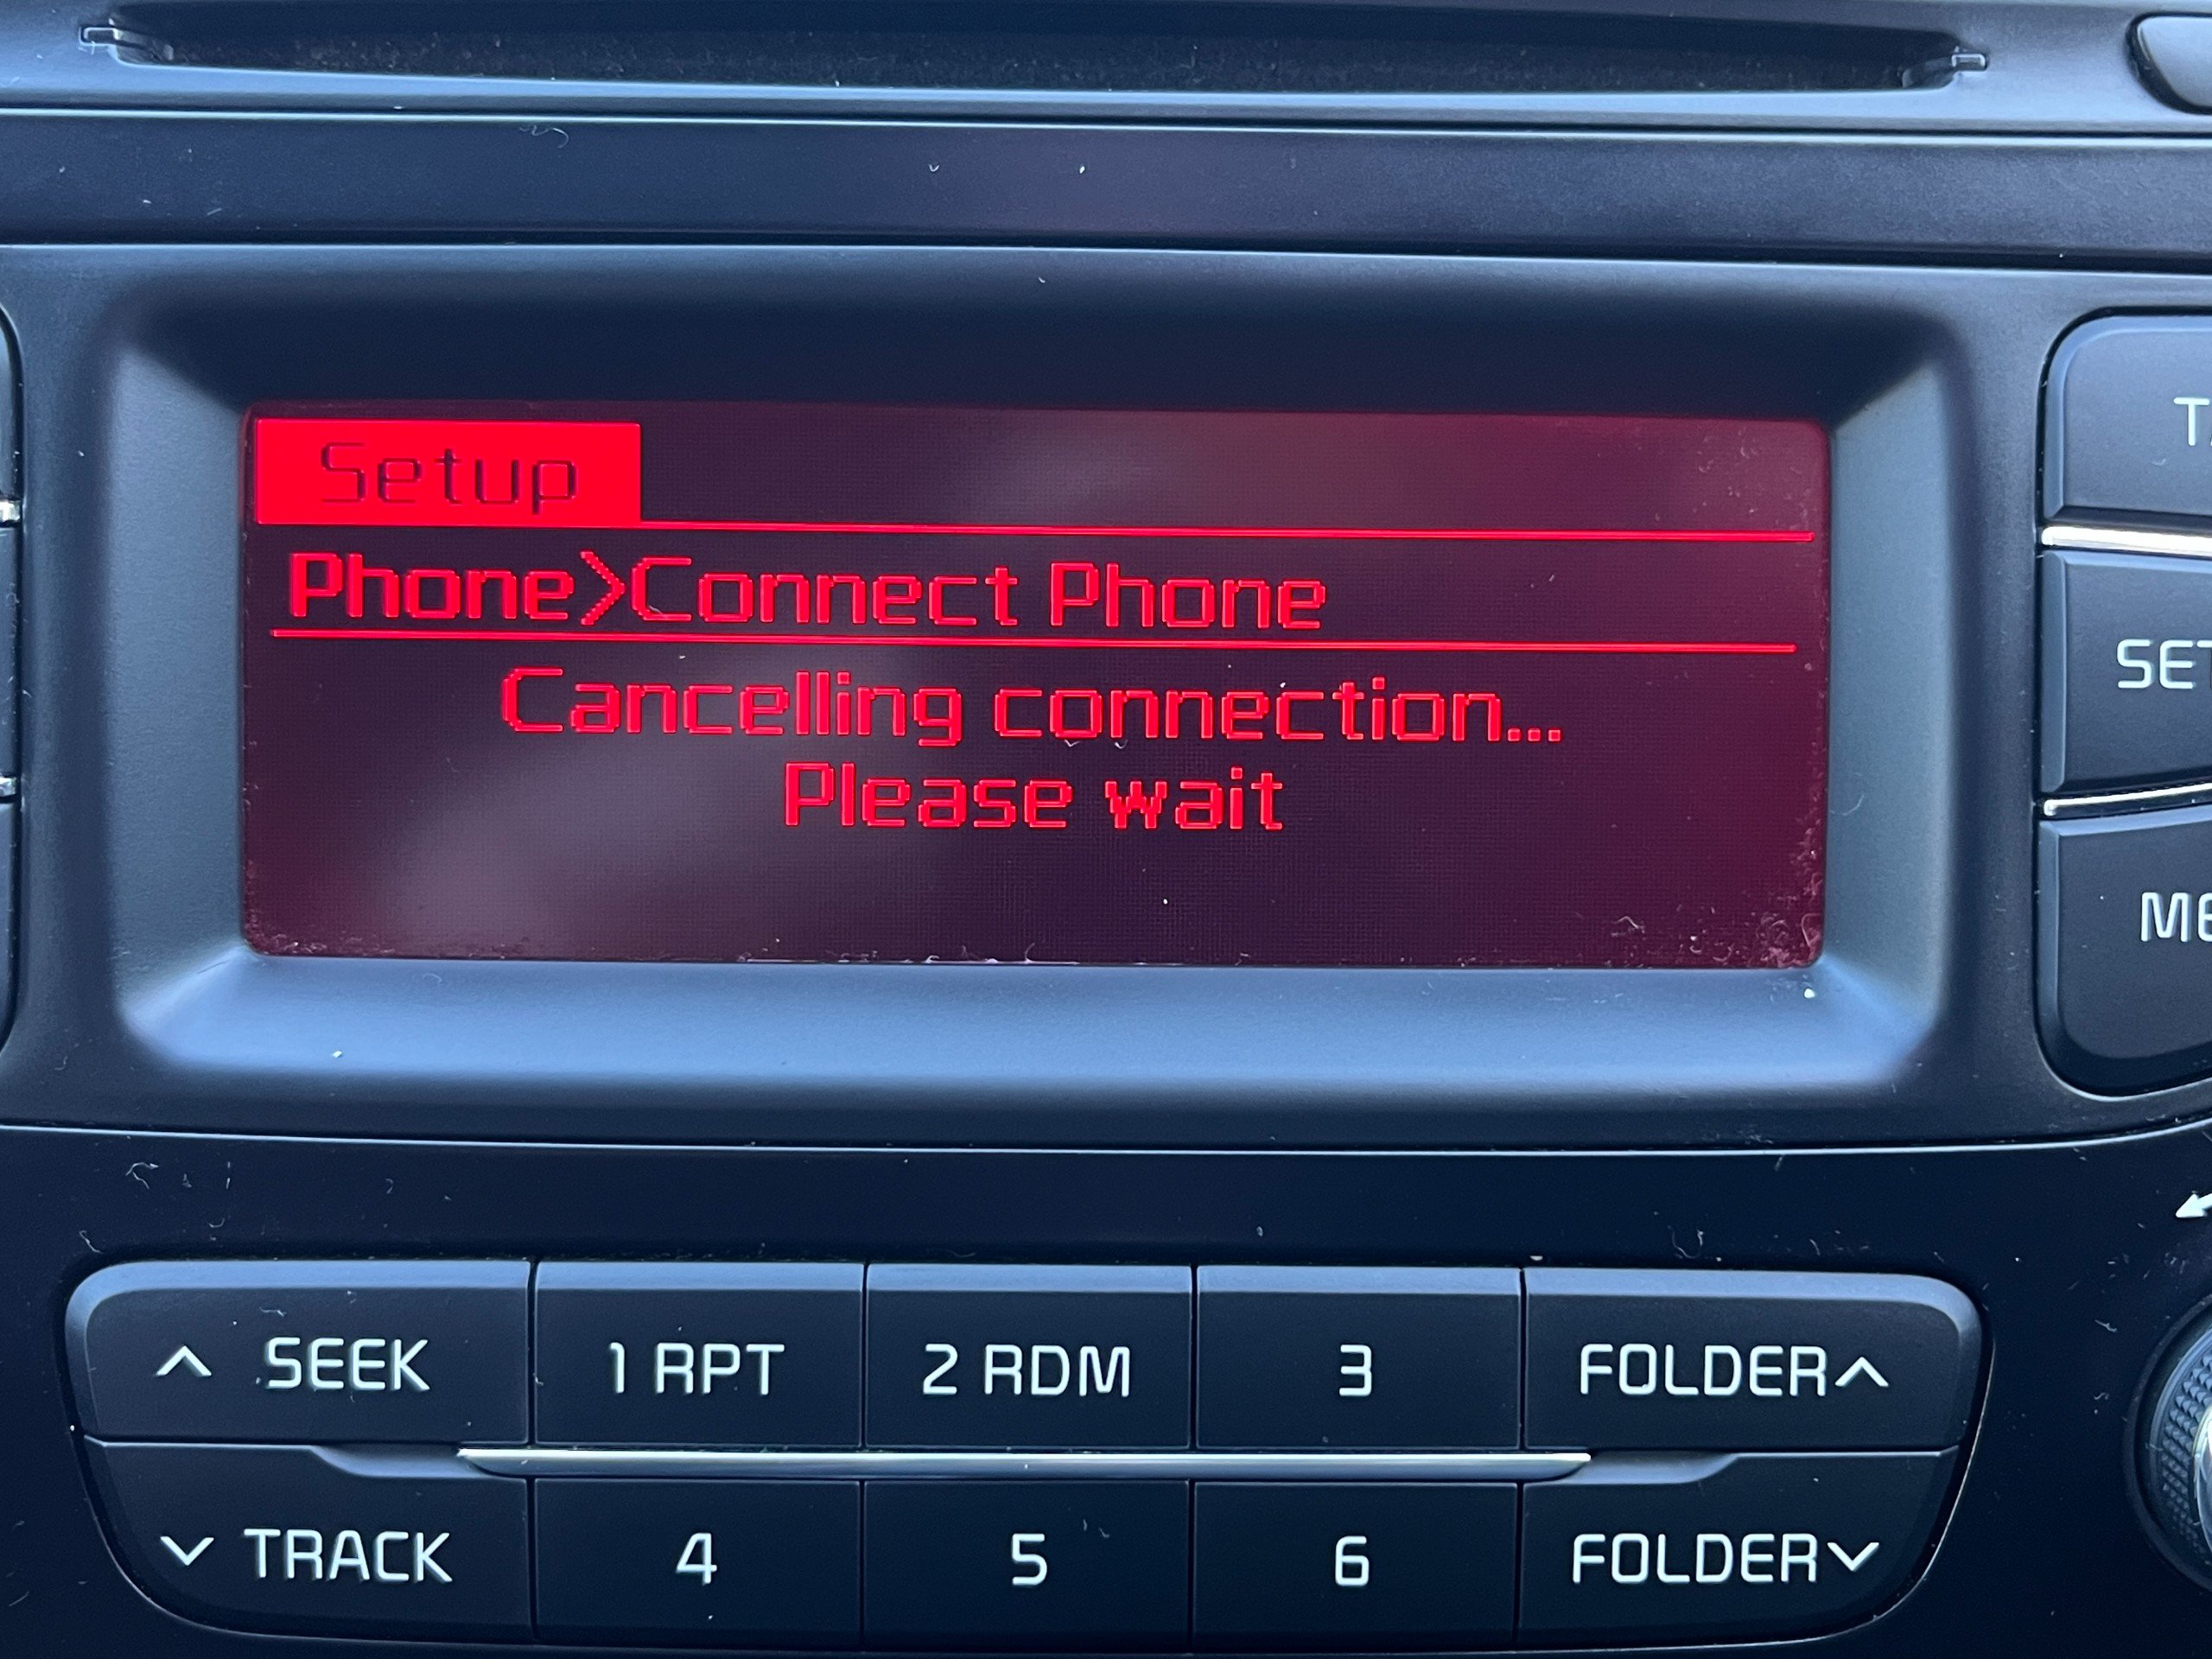 Setup
Phone>Connect Phone
Cancelling connection...
Please wait
SEEK
1 RPT
2 RDM
3
FOLDER
TRACK
4
5
6
FOLDER